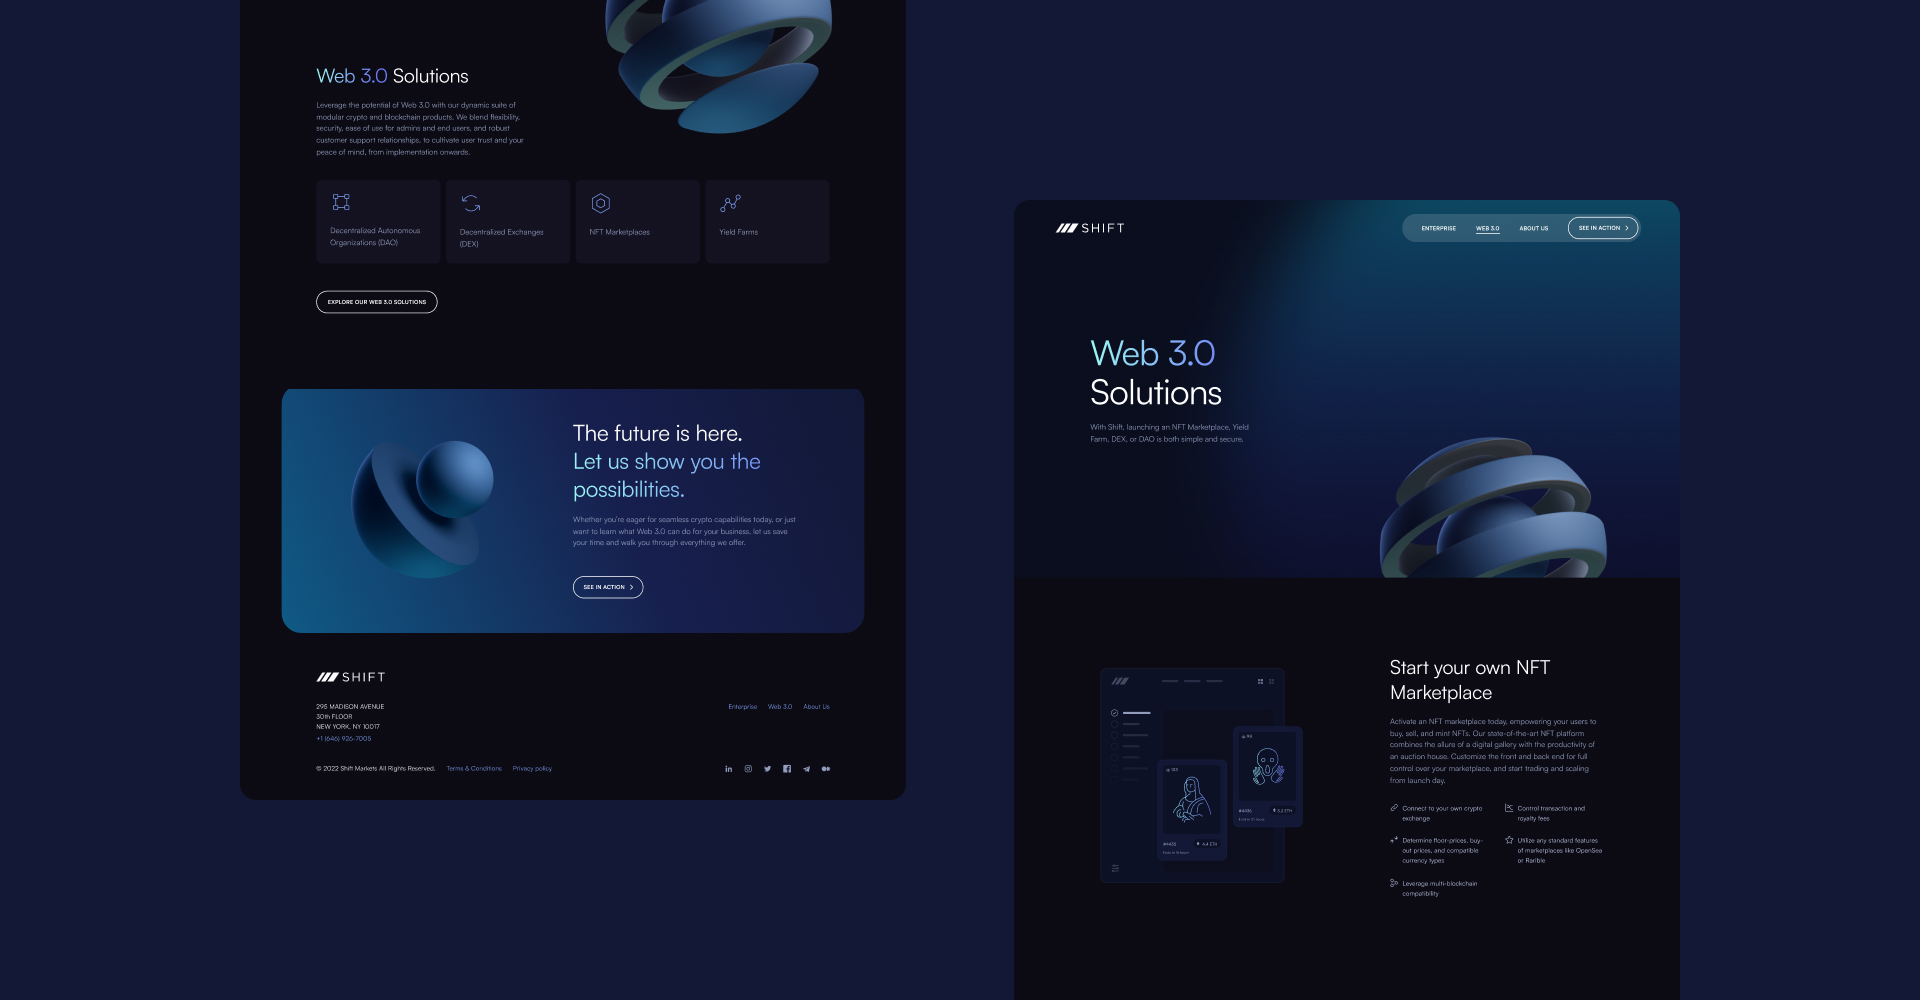 Web 3.0 Solutions
Leverage the potential of Web 3.0 with our dynamic suite of
modular crypto and blockchain products. We blend flexibility,
security, ease of use for admins and end users, and robust
customer support relationships, to cultivate user trust and your
peace of mind, from implementation onwards.
Decentralized Autonomous
Organizations (DAO)
Decentralized Exchanges
(DEX)
NFT Marketplaces
Yield Farms
EXPLORE OUR WEB 3.0 SOLUTIONS
The future is here.
Let us show you the
possibilities.
Whether you're eager for seamless crypto capabilities today, or just
want to learn what Web 3.0 can do for your business, let us save
your time and walk you through everything we offer.
SEE IN ACTION
SHIFT
295 MADISON AVENUE
30th FLOOR
NEW YORK, NY 10017
+1 (646) 926-7005
Enterprise Web 3.0 About Us
© 2022 Shift Markets All Rights Reserved. Terms & Conditions Privacy policy
SHIFT
ENTERPRISE WEB 3.0 ABOUT US SEE IN ACTION
Web 3.0
Solutions
With Shift, launching an NFT Marketplace, Yield
Farm, DEX, or DAO is both simple and secure.
Start your own NFT
Marketplace
Activate an NFT marketplace today, empowering your users to
buy, sell, and mint NFTs. Our state-of-the-art NFT platform
combines the allure of a digital gallery with the productivity of
an auction house. Customize the front and back end for full
control over your marketplace, and start trading and scaling
from launch day.
Connect to your own crypto
exchange
Control transaction and
royalty fees
Determine floor-prices, buy-
out prices, and compatible
currency types
Utilize any standard features
of marketplaces like OpenSea
or Rarible
Leverage multi-blockchain
compatibility